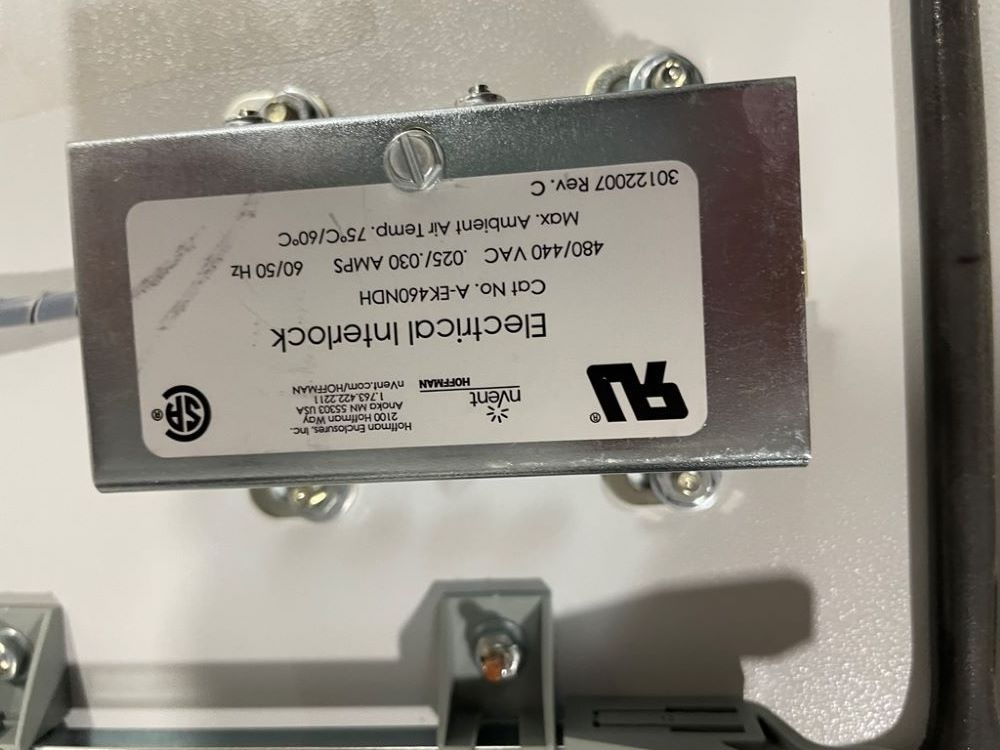 nVent
HOFFMAN
Hoffman Enclosures, Inc.
2100 Hoffman Way
Anoka MN 55303 USA
1.763.422.2211
nVent.com/HOFFMAN
Electrical Interlock
Cat No. A-EK460NDH
480/440 VAC .025/.030 AMPS 60/50 Hz
Max. Ambient Air Temp. 75°C/60°C
30122007 Rev. C